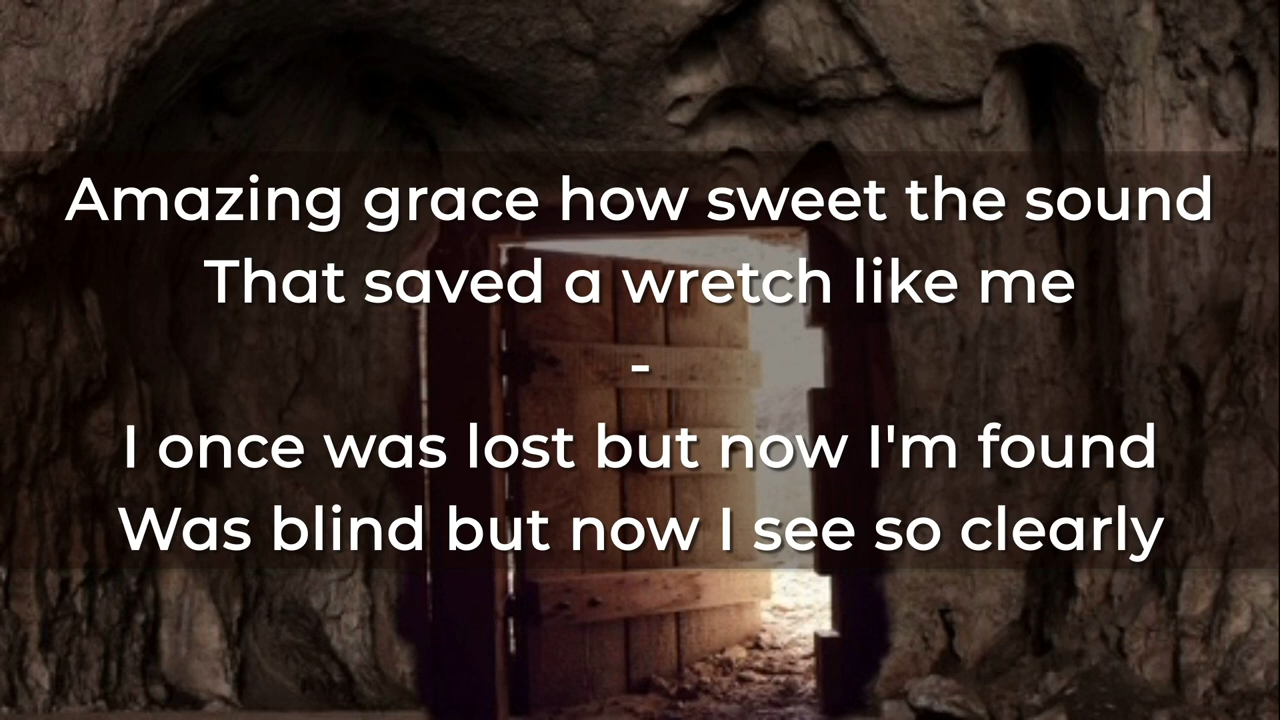 Amazing grace how sweet the sound
That saved a wretch like me
-
I once was lost but now I'm found
Was blind but now I see so clearly